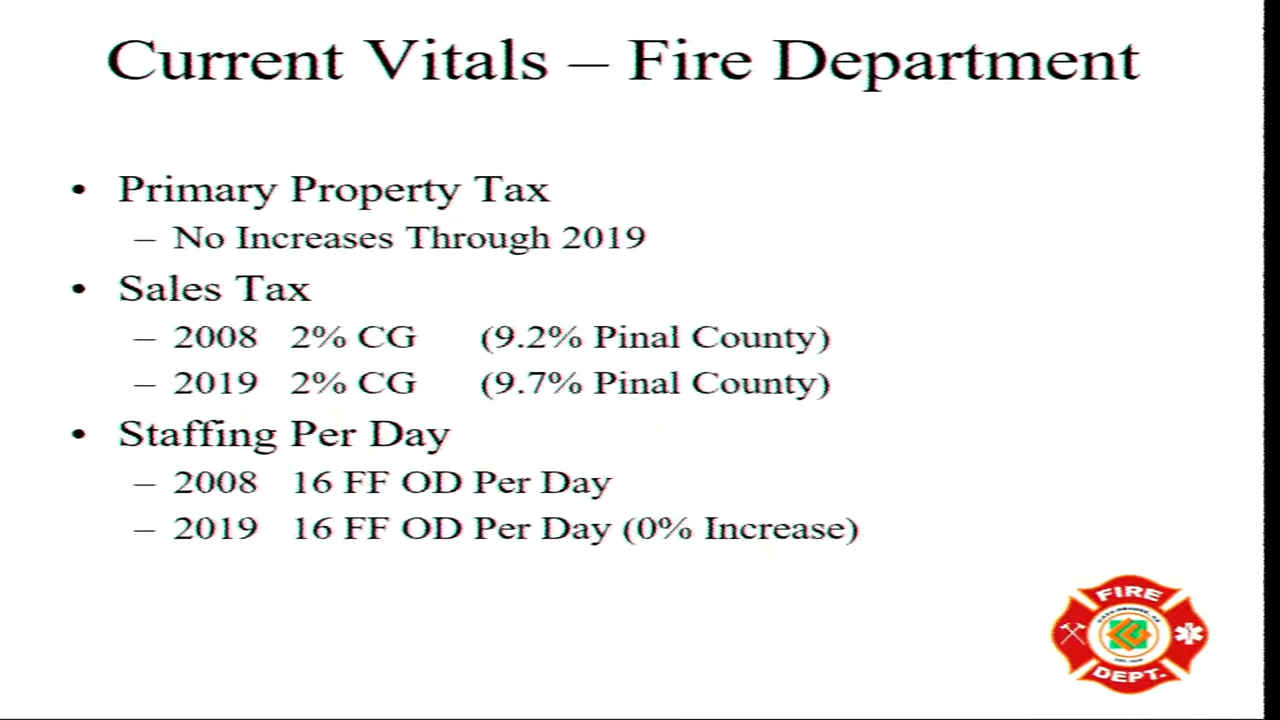 Current Vitals – Fire Department
• Primary Property Tax
– No Increases Through 2019
• Sales Tax
– 2008 2% CG (9.2% Pinal County)
– 2019 2% CG (9.7% Pinal County)
• Staffing Per Day
– 2008 16 FF OD Per Day
– 2019 16 FF OD Per Day (0% Increase)
FIRE
DEPT.